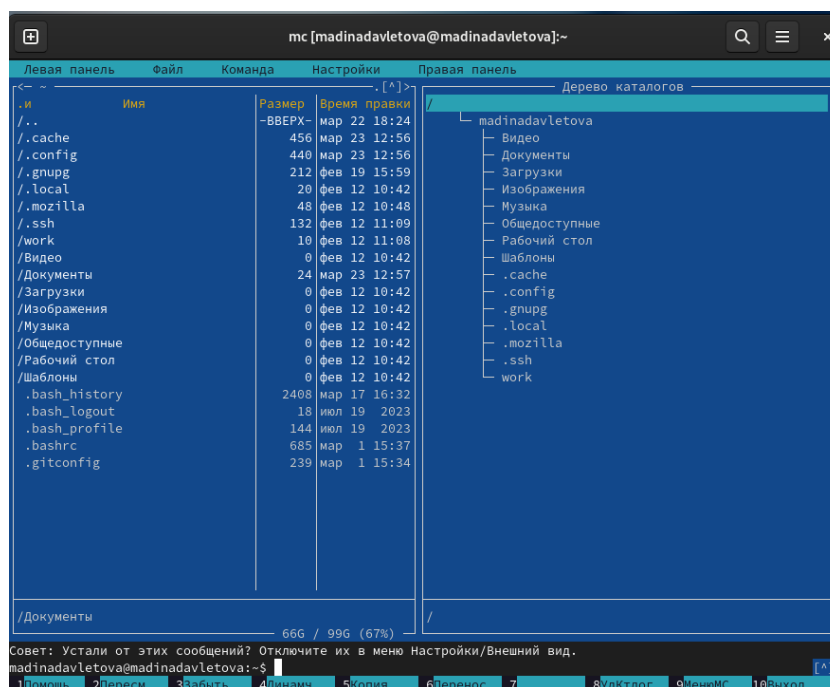 mc [madinadavletova@madinadavletova]:~
Левая панель Файл Команда Настройки Правая панель
<— ~ .[^]>
.и Имя Размер Время правки
/.. -ВВЕРХ- мар 22 18:24
/.cache 456 мар 23 12:56
/.config 440 мар 23 12:56
/.gnupg 212 фев 19 15:59
/.local 20 фев 12 10:42
/.mozilla 48 фев 12 10:48
/.ssh 132 фев 12 11:09
/work 10 фев 12 11:08
/Видео 0 фев 12 10:42
/Документы 24 мар 23 12:57
/Загрузки 0 фев 12 10:42
/Изображения 0 фев 12 10:42
/Музыка 0 фев 12 10:42
/Общедоступные 0 фев 12 10:42
/Рабочий стол 0 фев 12 10:42
/Шаблоны 0 фев 12 10:42
.bash_history 2408 мар 17 16:32
.bash_logout 18 июл 19 2023
.bash_profile 144 июл 19 2023
.bashrc 685 мар 1 15:37
.gitconfig 239 мар 1 15:34
/Документы
66G / 99G (67%)
Дерево каталогов
/
madinadavletova
Видео
Документы
Загрузки
Изображения
Музыка
Общедоступные
Рабочий стол
Шаблоны
.cache
.config
.gnupg
.local
.mozilla
.ssh
work
/
Совет: Устали от этих сообщений? Отключите их в меню Настройки/Внешний вид.
madinadavletova@madinadavletova:~$ [^
1Помощь 2Пересм 3Забыть 4Динамч 5Копия 6Перенос 7 8УдКтлог 9МенюMC 10Выход